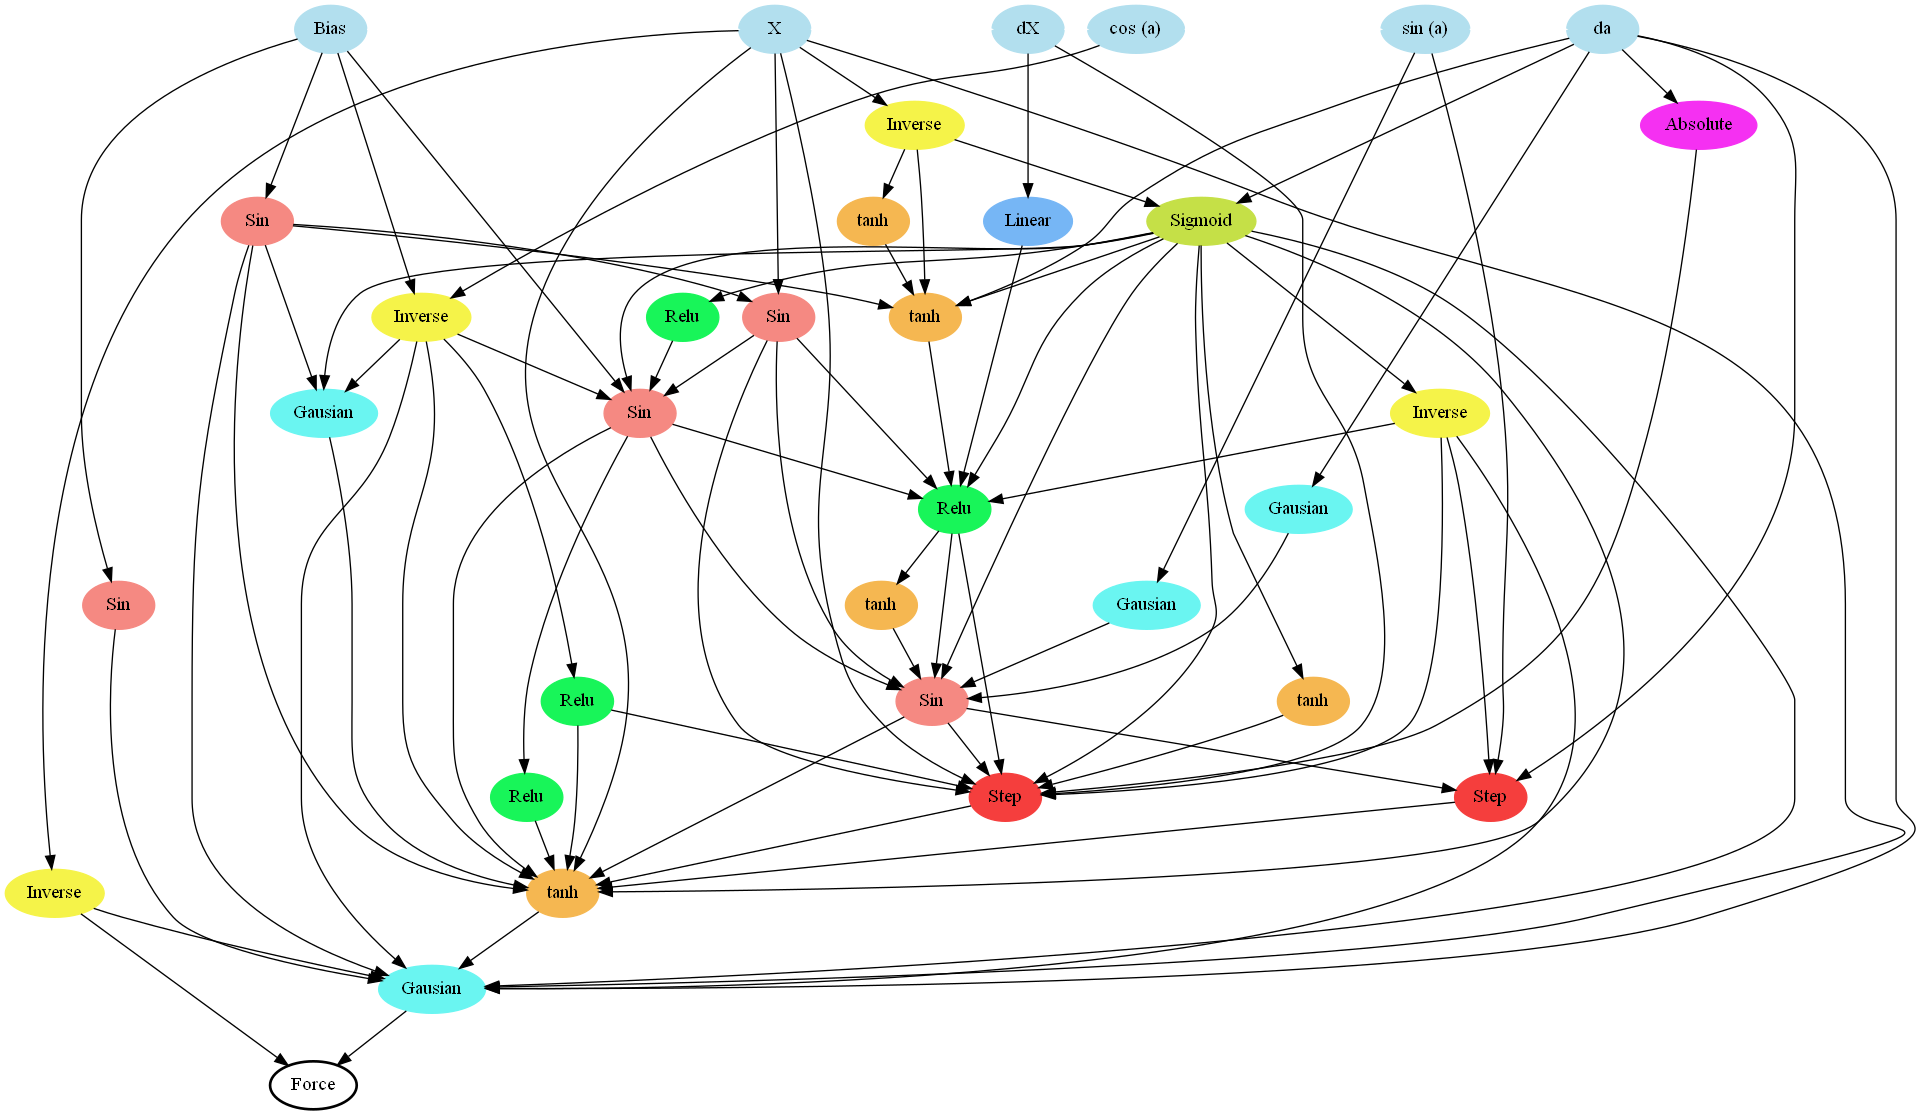 Bias
X
dX
cos (a)
sin (a)
da
Inverse
Absolute
Sin
tanh
Linear
Sigmoid
Inverse
Relu
Sin
tanh
Gausian
Sin
Inverse
Relu
Gausian
Sin
tanh
Gausian
Relu
Sin
tanh
Relu
Step
Step
Inverse
tanh
Gausian
Force